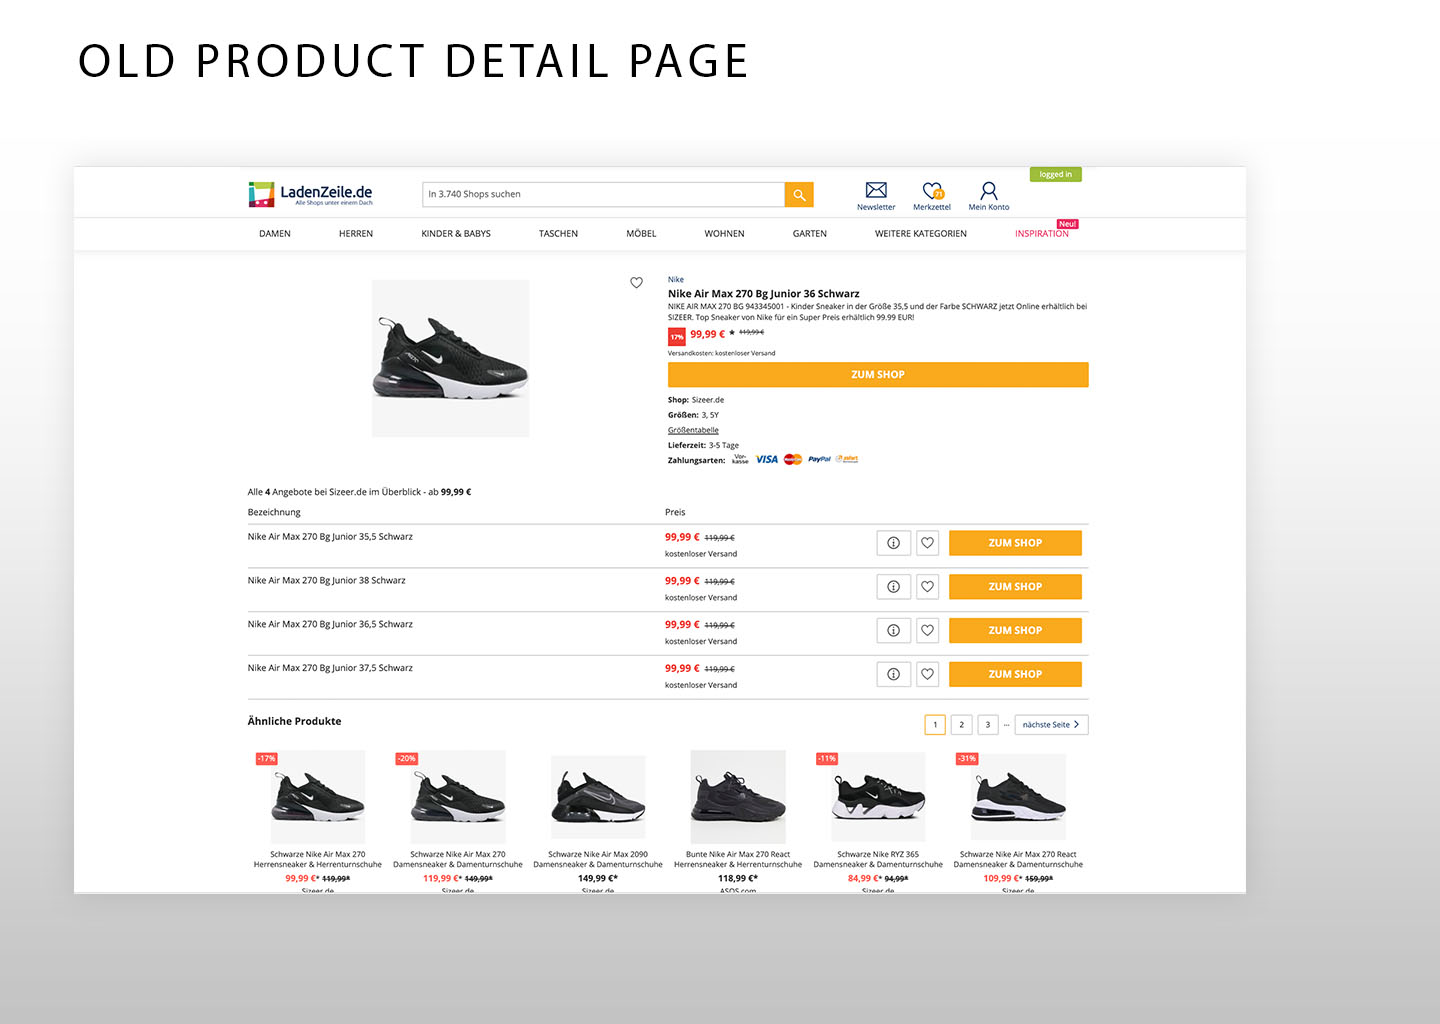 OLD PRODUCT DETAIL PAGE
logged in
LadenZeile.de
Alle Shops unter einem Dach
In 3.740 Shops suchen
71
Newsletter
Merkzettel
Mein Konto
Neu!
DAMEN HERREN KINDER & BABYS TASCHEN MÖBEL WOHNEN GARTEN WEITERE KATEGORIEN INSPIRATION
Nike
Nike Air Max 270 Bg Junior 36 Schwarz
NIKE AIR MAX 270 BG 943345001 - Kinder Sneaker in der Größe 35,5 und der Farbe SCHWARZ jetzt Online erhältlich bei
SIZEER. Top Sneaker von Nike für ein Super Preis erhältlich 99.99 EUR!
17% 99,99 € * 119,99 €
Versandkosten: kostenloser Versand
ZUM SHOP
Shop: Sizeer.de
Größen: 3, 5Y
Größentabelle
Lieferzeit: 3-5 Tage
Zahlungsarten: Vor-kasse VISA MasterCard PayPal
Alle 4 Angebote bei Sizeer.de im Überblick - ab 99,99 €
Bezeichnung Preis
Nike Air Max 270 Bg Junior 35,5 Schwarz 99,99 € 119,99 € ZUM SHOP
kostenloser Versand
Nike Air Max 270 Bg Junior 38 Schwarz 99,99 € 119,99 € ZUM SHOP
kostenloser Versand
Nike Air Max 270 Bg Junior 36,5 Schwarz 99,99 € 119,99 € ZUM SHOP
kostenloser Versand
Nike Air Max 270 Bg Junior 37,5 Schwarz 99,99 € 119,99 € ZUM SHOP
kostenloser Versand
Ähnliche Produkte
1 2 3 ... nächste Seite
-17%
Schwarze Nike Air Max 270
Herrensneaker & Herrenturnschuhe
99,99 €* 119,99*
Sizeer.de
-20%
Schwarze Nike Air Max 270
Damensneaker & Damenturnschuhe
119,99 €* 149,99*
Sizeer.de
Schwarze Nike Air Max 2090
Damensneaker & Damenturnschuhe
149,99 €*
Sizeer.de
Bunte Nike Air Max 270 React
Herrensneaker & Herrenturnschuhe
118,99 €*
ASOS.com
-11%
Schwarze Nike RYZ 365
Damensneaker & Damenturnschuhe
84,99 €* 94,99*
Sizeer.de
-31%
Schwarze Nike Air Max 270 React
Damensneaker & Damenturnschuhe
109,99 €* 159,99*
Sizeer.de